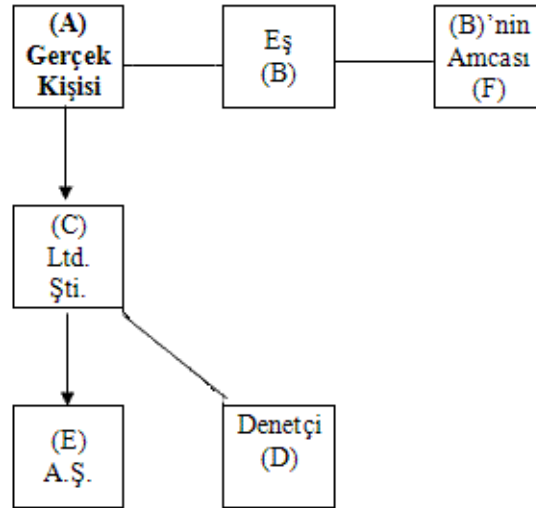 (A)
Gerçek
Kişisi
Eş
(B)
(B)’nin
Amcası
(F)
(C)
Ltd.
Şti.
(E)
A.Ş.
Denetçi
(D)